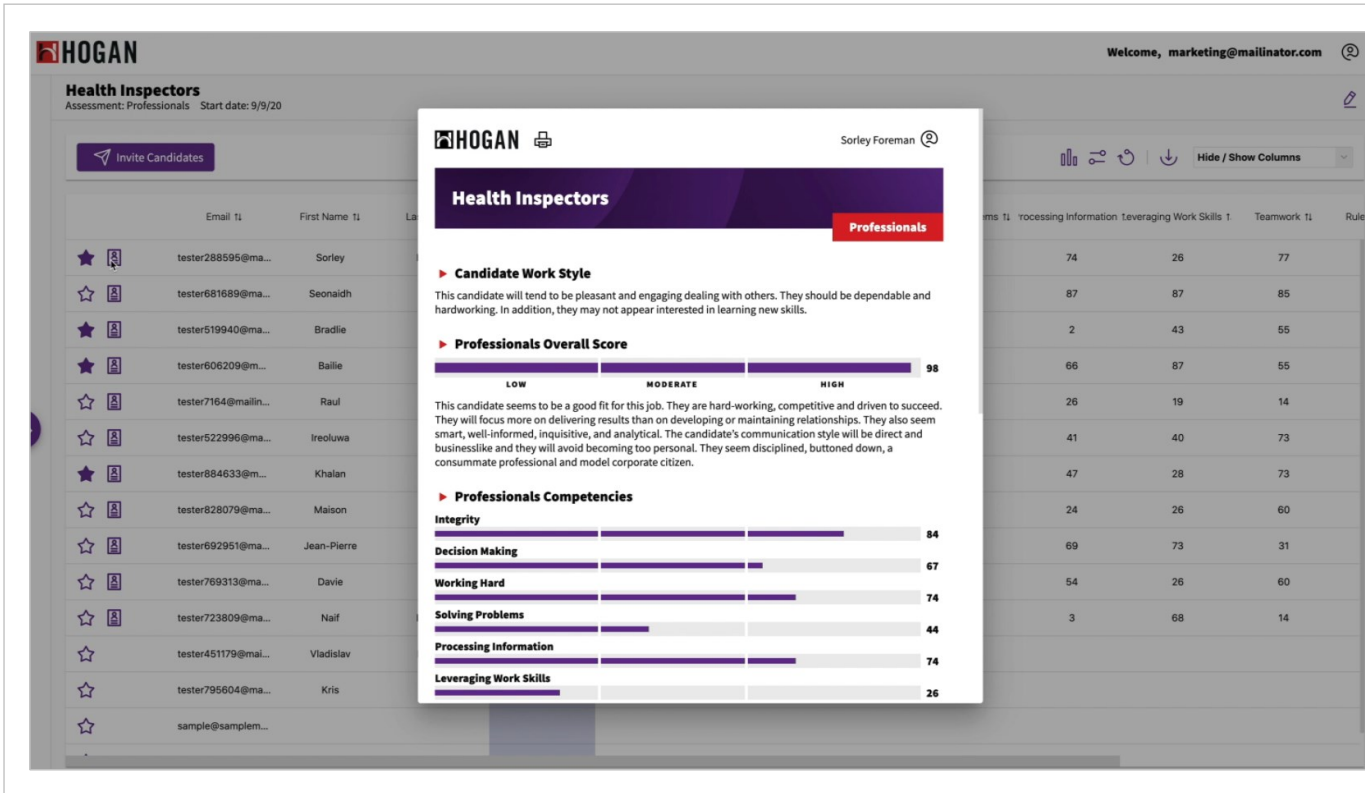 HOGAN
Welcome, marketing@mailinator.com
Health Inspectors
Assessment: Professionals Start date: 9/9/20
Invite Candidates
Hide / Show Columns
Email First Name Processing Information Leveraging Work Skills Teamwork
tester288595@ma... Sorley 74 26 77
tester681689@ma... Seonaidh 87 87 85
tester519940@ma... Bradlie 2 43 55
tester606209@m... Bailie 66 87 55
tester7164@mailin... Raul 26 19 14
tester522996@ma... Ireoluwa 41 40 73
tester884633@m... Khalan 47 28 73
tester828079@ma... Maison 24 26 60
tester692951@ma... Jean-Pierre 69 73 31
tester769313@ma... Davie 54 26 60
tester723809@ma... Naif 3 68 14
tester451179@mai... Vladislav
tester795604@ma... Kris
sample@samplem...
HOGAN
Sorley Foreman
Health Inspectors
Professionals
Candidate Work Style
This candidate will tend to be pleasant and engaging dealing with others. They should be dependable and
hardworking. In addition, they may not appear interested in learning new skills.
Professionals Overall Score
98
LOW MODERATE HIGH
This candidate seems to be a good fit for this job. They are hard-working, competitive and driven to succeed.
They will focus more on delivering results than on developing or maintaining relationships. They also seem
smart, well-informed, inquisitive, and analytical. The candidate's communication style will be direct and
businesslike and they will avoid becoming too personal. They seem disciplined, buttoned down, a
consummate professional and model corporate citizen.
Professionals Competencies
Integrity
84
Decision Making
67
Working Hard
74
Solving Problems
44
Processing Information
74
Leveraging Work Skills
26